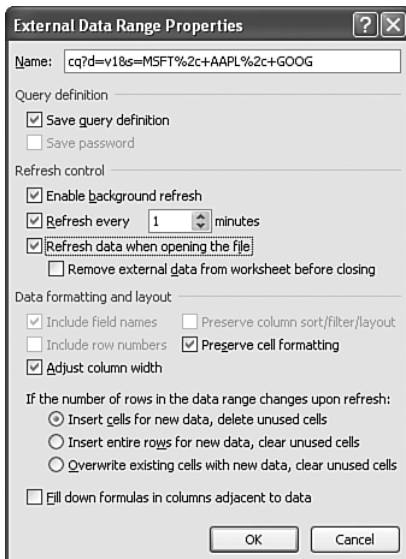 External Data Range Properties
Name: cq?d=v1&s=MSFT%2c+AAPL%2c+GOOG
Query definition
Save query definition
Save password
Refresh control
Enable background refresh
Refresh every 1 minutes
Refresh data when opening the file
Remove external data from worksheet before closing
Data formatting and layout
Include field names Preserve column sort/filter/layout
Include row numbers Preserve cell formatting
Adjust column width
If the number of rows in the data range changes upon refresh:
Insert cells for new data, delete unused cells
Insert entire rows for new data, clear unused cells
Overwrite existing cells with new data, clear unused cells
Fill down formulas in columns adjacent to data
OK Cancel